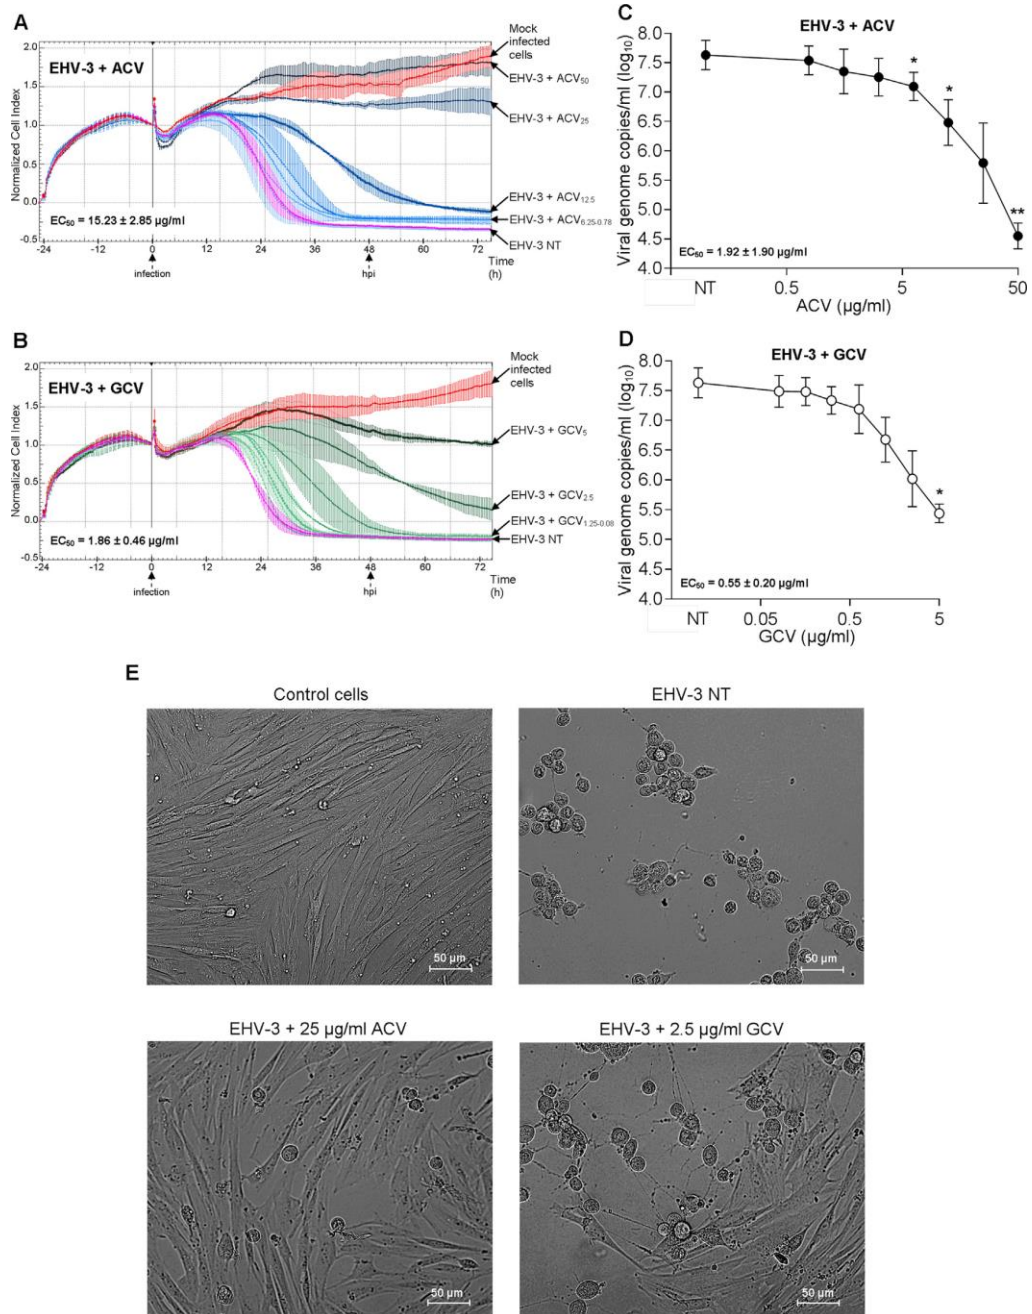 A
EHV-3 + ACV
Normalized Cell Index
2.0
1.5
1.0
0.5
0.0
-0.5
EC₅₀ = 15.23 ± 2.85 µg/ml
-24
-12
0
12
24
36
48
60
72
Time
(h)
infection
hpi
Mock
infected
cells
EHV-3 + ACV₅₀
EHV-3 + ACV₂₅
EHV-3 + ACV₁₂.₅
EHV-3 + ACV₆.₂₅₋₀.₇₈
EHV-3 NT
C
EHV-3 + ACV
Viral genome copies/ml (log₁₀)
8.0
7.5
7.0
6.5
6.0
5.5
5.0
4.5
4.0
*
*
**
EC₅₀ = 1.92 ± 1.90 µg/ml
NT
0.5
5
50
ACV (µg/ml)
B
EHV-3 + GCV
Normalized Cell Index
2.0
1.5
1.0
0.5
0.0
-0.5
EC₅₀ = 1.86 ± 0.46 µg/ml
-24
-12
0
12
24
36
48
60
72
Time
(h)
infection
hpi
Mock
infected
cells
EHV-3 + GCV₅
EHV-3 + GCV₂.₅
EHV-3 + GCV₁.₂₅₋₀.₀₈
EHV-3 NT
D
EHV-3 + GCV
Viral genome copies/ml (log₁₀)
8.0
7.5
7.0
6.5
6.0
5.5
5.0
4.5
4.0
*
EC₅₀ = 0.55 ± 0.20 µg/ml
NT
0.05
0.5
5
GCV (µg/ml)
E
Control cells
EHV-3 NT
50 µm
50 µm
EHV-3 + 25 µg/ml ACV
EHV-3 + 2.5 µg/ml GCV
50 µm
50 µm